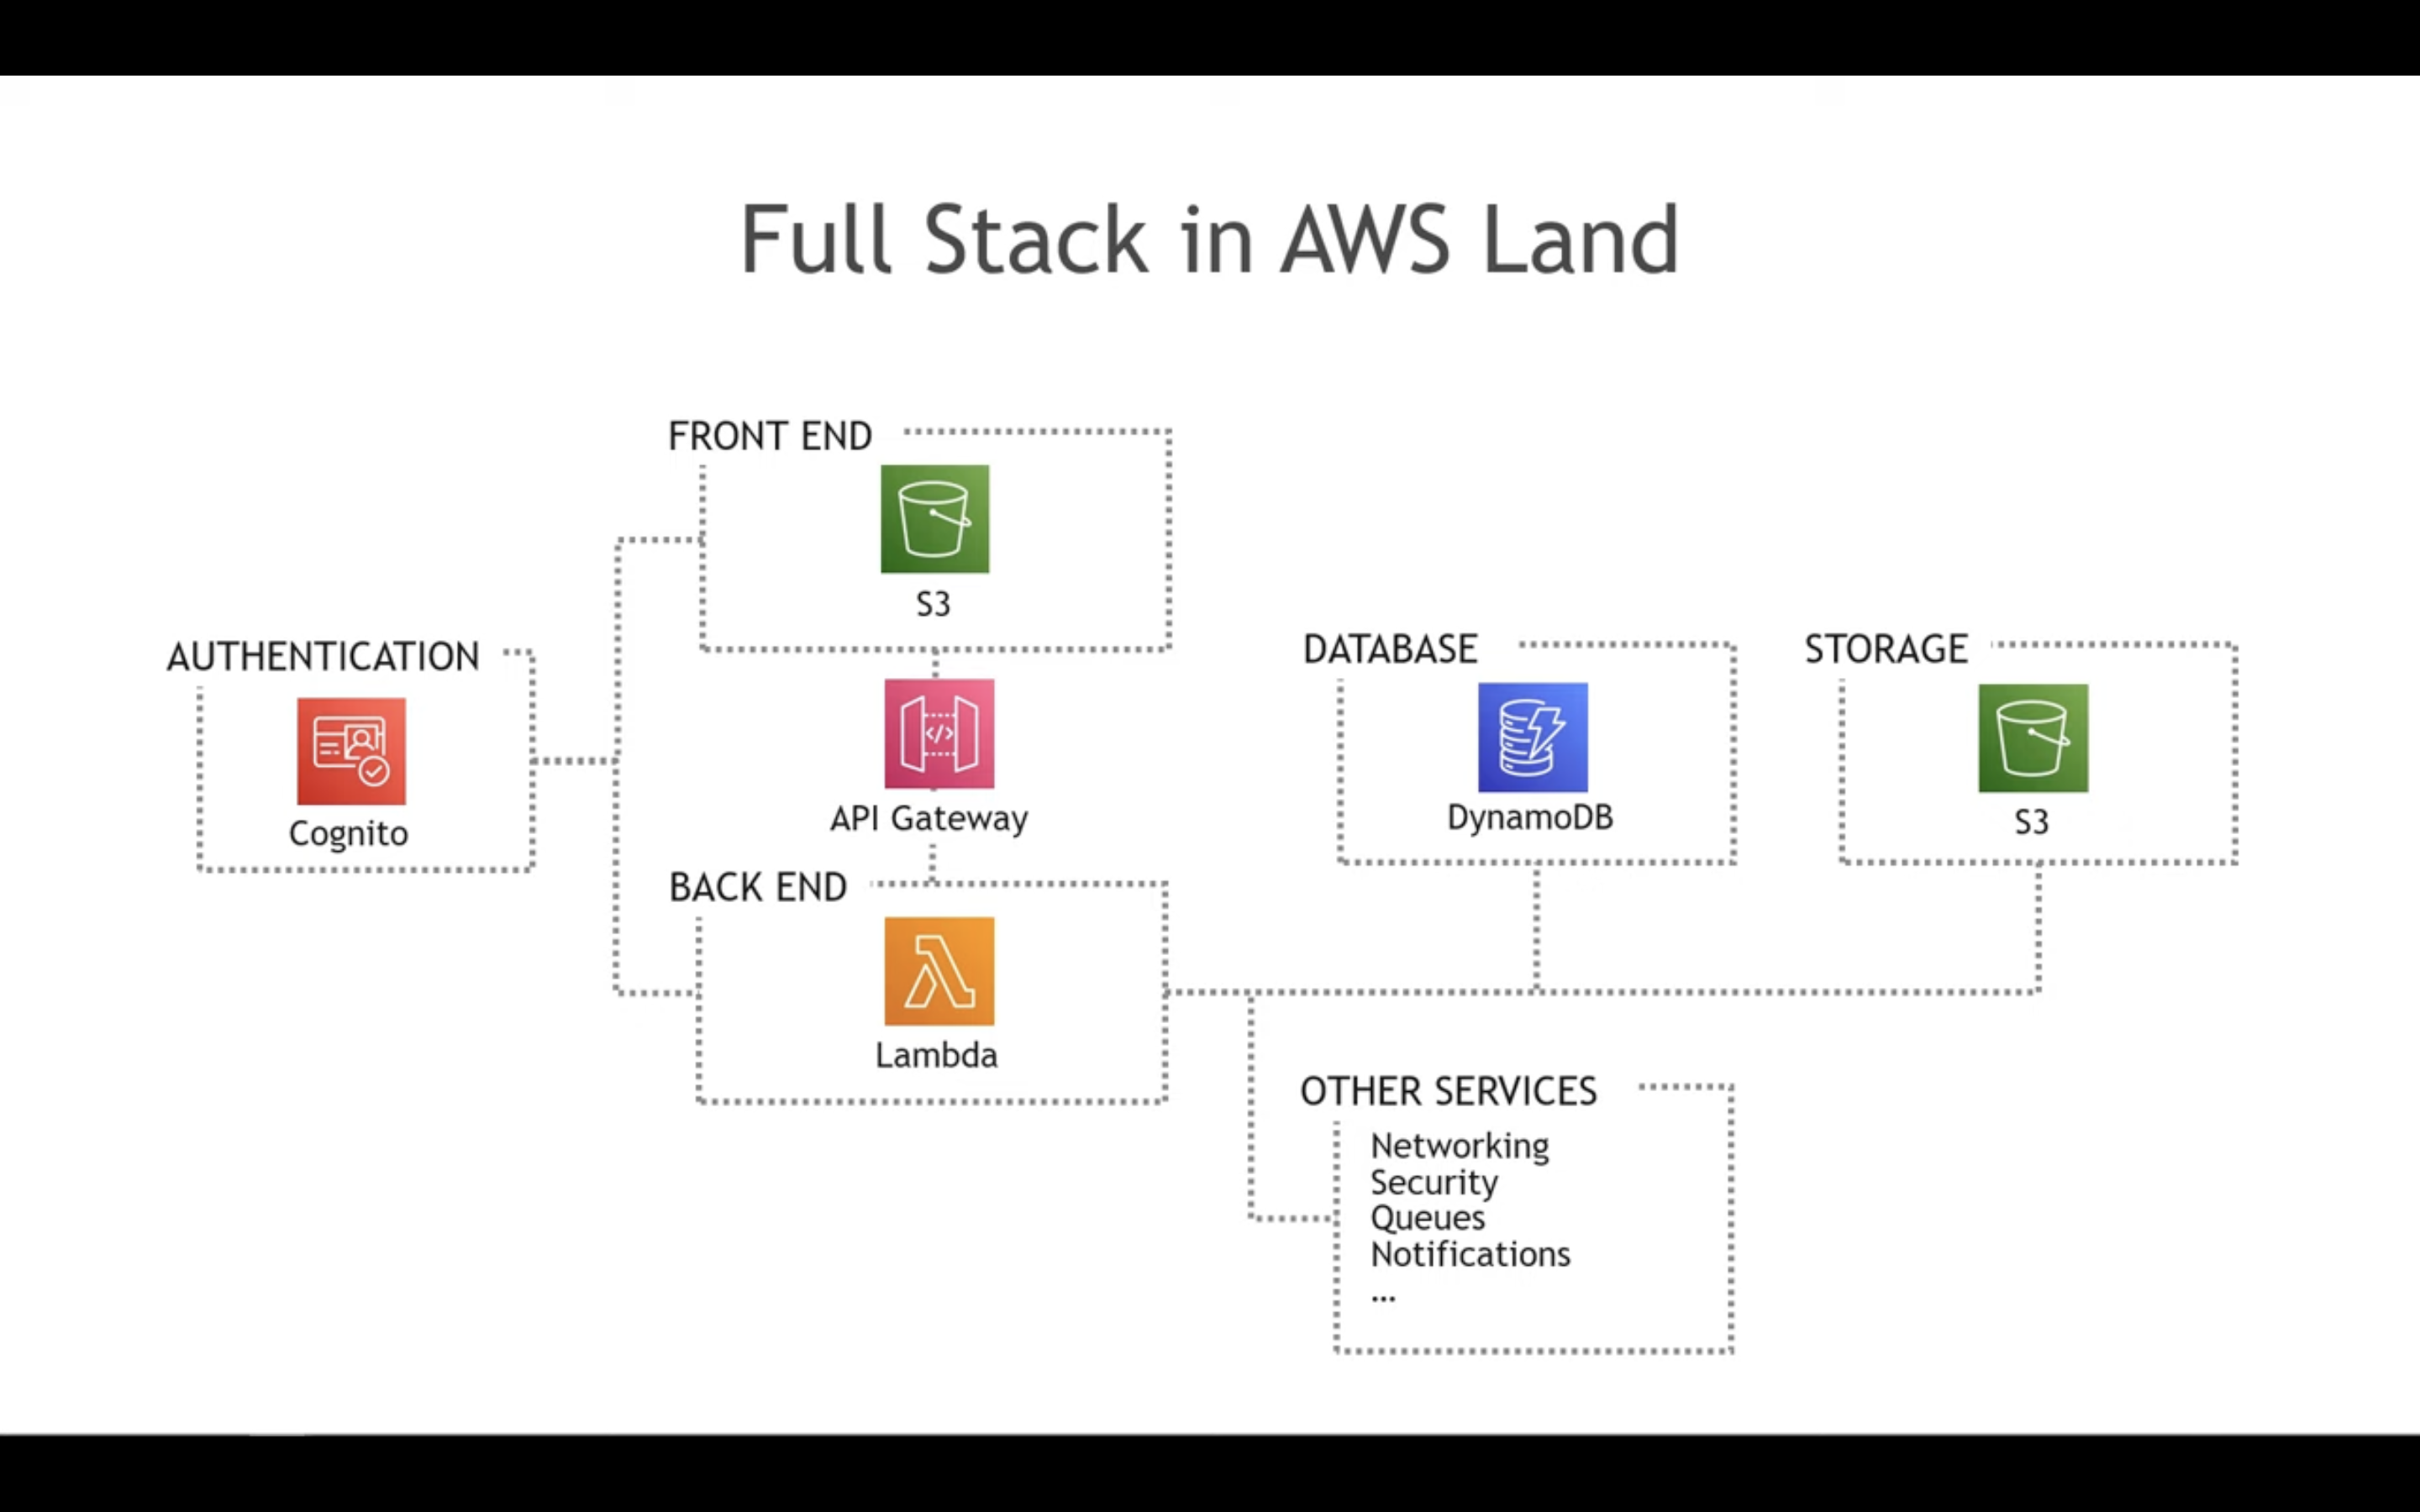 Full Stack in AWS Land
FRONT END
S3
AUTHENTICATION
Cognito
API Gateway
BACK END
Lambda
DATABASE
DynamoDB
STORAGE
S3
OTHER SERVICES
Networking
Security
Queues
Notifications
...